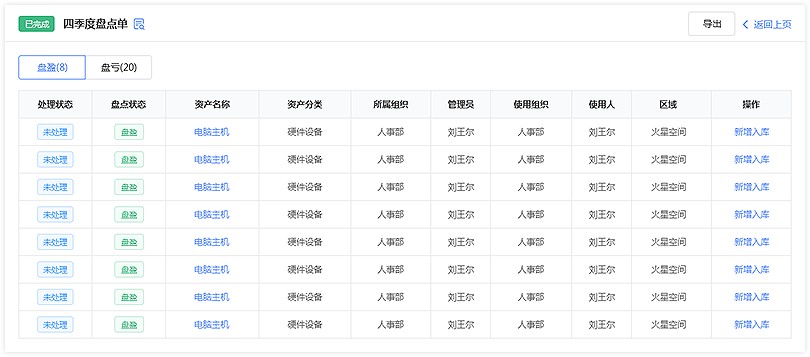 已完成 四季度盘点单 导出 返回上页
盘盈(8) 盘亏(20)
处理状态 盘点状态 资产名称 资产分类 所属组织 管理员 使用组织 使用人 区域 操作
未处理 盘盈 电脑主机 硬件设备 人事部 刘王尔 人事部 刘王尔 火星空间 新增入库
未处理 盘盈 电脑主机 硬件设备 人事部 刘王尔 人事部 刘王尔 火星空间 新增入库
未处理 盘盈 电脑主机 硬件设备 人事部 刘王尔 人事部 刘王尔 火星空间 新增入库
未处理 盘盈 电脑主机 硬件设备 人事部 刘王尔 人事部 刘王尔 火星空间 新增入库
未处理 盘盈 电脑主机 硬件设备 人事部 刘王尔 人事部 刘王尔 火星空间 新增入库
未处理 盘盈 电脑主机 硬件设备 人事部 刘王尔 人事部 刘王尔 火星空间 新增入库
未处理 盘盈 电脑主机 硬件设备 人事部 刘王尔 人事部 刘王尔 火星空间 新增入库
未处理 盘盈 电脑主机 硬件设备 人事部 刘王尔 人事部 刘王尔 火星空间 新增入库